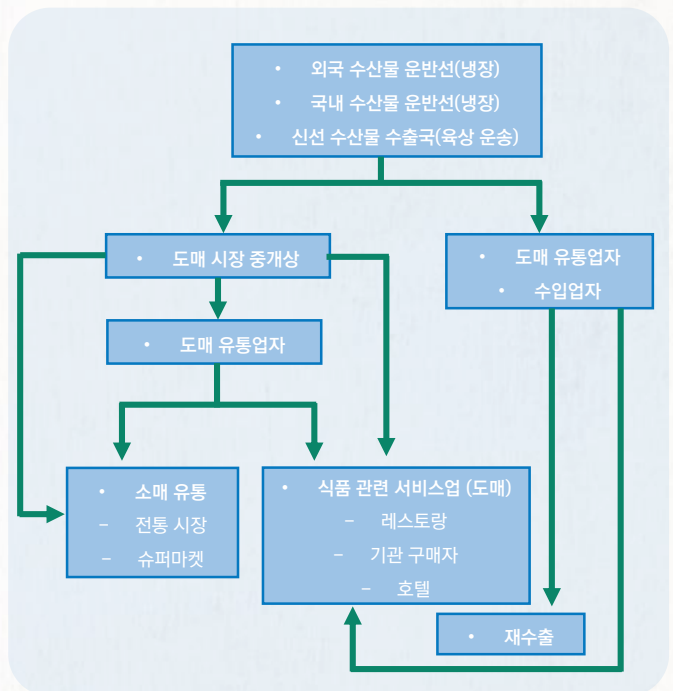 • 외국 수산물 운반선(냉장)
• 국내 수산물 운반선(냉장)
• 신선 수산물 수출국(육상 운송)
• 도매 시장 중개상
• 도매 유통업자
• 수입업자
• 도매 유통업자
• 소매 유통
– 전통 시장
– 슈퍼마켓
• 식품 관련 서비스업 (도매)
– 레스토랑
– 기관 구매자
– 호텔
• 재수출